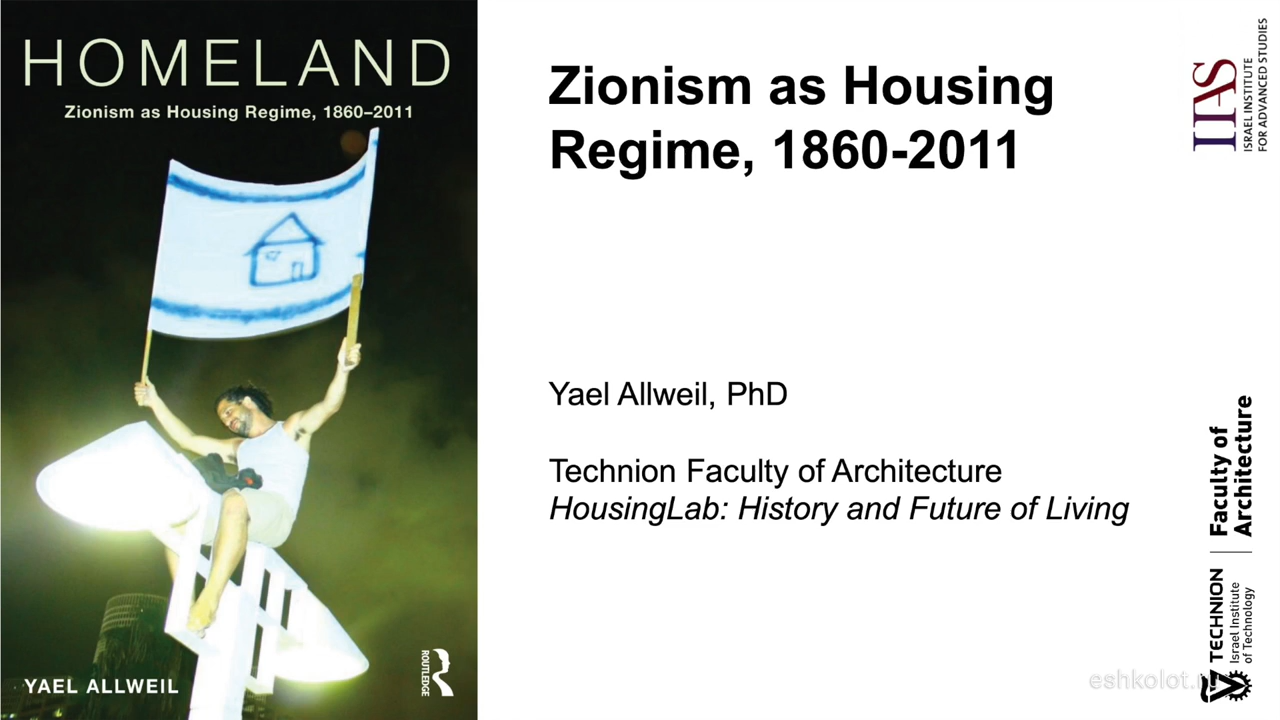 HOMELAND
Zionism as Housing Regime, 1860–2011
YAEL ALLWEIL
ROUTLEDGE
Zionism as Housing
Regime, 1860-2011
Yael Allweil, PhD
Technion Faculty of Architecture
HousingLab: History and Future of Living
IIAS
ISRAEL INSTITUTE
FOR ADVANCED STUDIES
Faculty of
Architecture
TECHNION
Israel Institute
of Technology